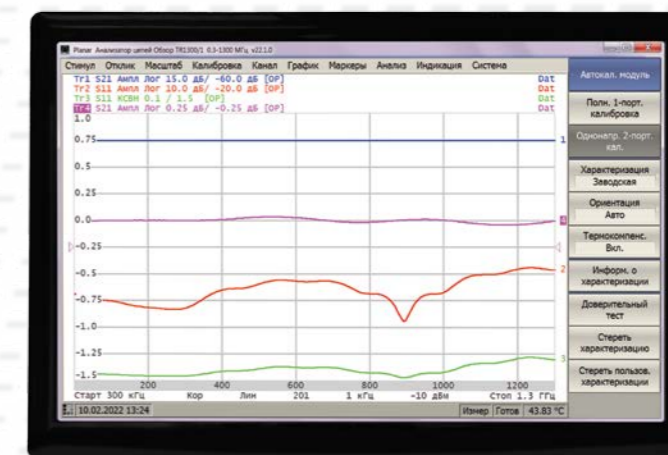 Planar Анализатор цепей Обзор TR1300/1 0.3-1300 МГц v22.1.0
Стимул Отклик Масштаб Калибровка Канал График Маркеры Анализ Индикация Система
Tr1 S21 Ампл Лог 15.0 дБ/ -60.0 дБ [OP] Dat
Tr2 S11 Ампл Лог 10.0 дБ/ -20.0 дБ [OP] Dat
Tr3 S11 КСВН 0.1 / 1.5 [OP] Dat
Tr4 S21 Ампл Лог 0.25 дБ/ -0.25 дБ [OP] Dat
1.0
0.75
1
0.5
0.25
0.0
4
-0.25
-0.5
2
-0.75
-1.0
-1.25
3
-1.5
200 400 600 800 1000 1200
Старт 300 кГц Кор Лин 201 1 кГц -10 дБм Стоп 1.3 ГГц
10.02.2022 13:24 Измер Готов 43.83 °C
Автокал. модуль
Полн. 1-порт.
калибровка
Однонапр. 2-порт.
кал.
Характеризация
Заводская
Ориентация
Авто
Термокомпенс.
Вкл.
Информ. о
характеризации
Доверительный
тест
Стереть
характеризацию
Стереть пользов.
характеризации